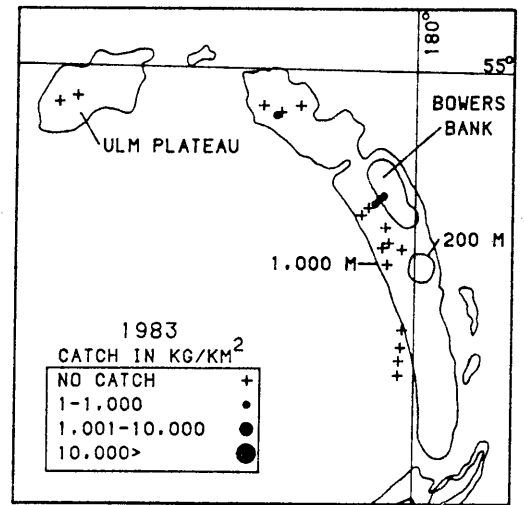 180°
55°
BOWERS
BANK
ULM PLATEAU
200 M
1,000 M
1983
CATCH IN KG/KM²
NO CATCH +
1-1,000
1,001-10,000
10,000>